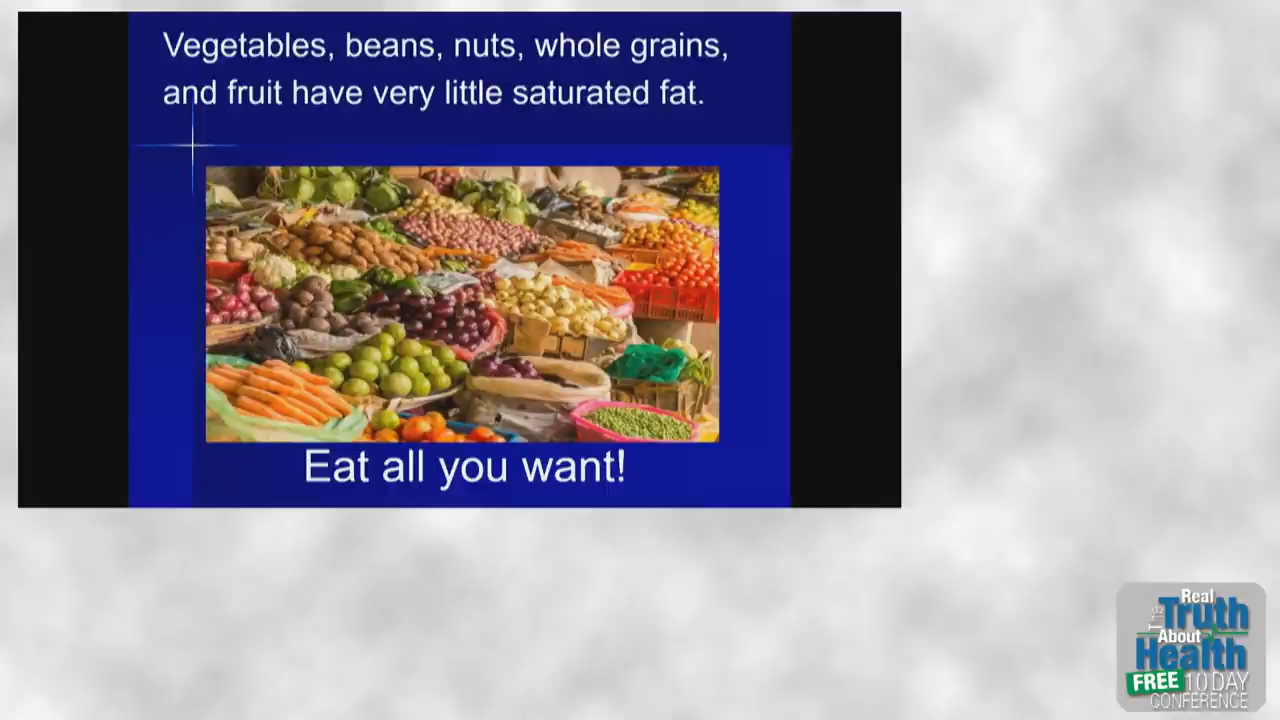 Vegetables, beans, nuts, whole grains,
and fruit have very little saturated fat.
Eat all you want!
The Real
Truth
About
Health
FREE 10 DAY
CONFERENCE